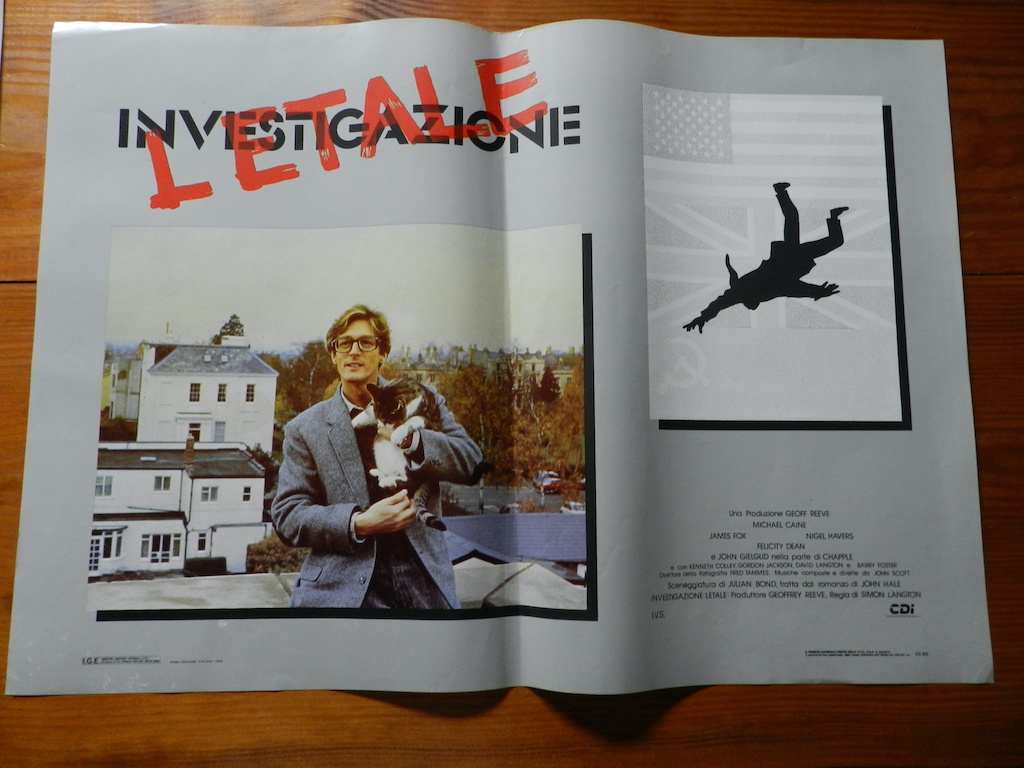 INVESTIGAZIONE
LETALE
Una Produzione GEOFF REEVE
MICHAEL CAINE
JAMES FOX NIGEL HAVERS
FELICITY DEAN
e JOHN GIELGUD nella parte di CHAPPLE
e con KENNETH COLLEY, GORDON JACKSON, DAVID LANGTON e BARRY FOSTER
Direttore della Fotografia FRED TAMMES. Musiche composte e dirette da JOHN SCOTT
Sceneggiatura di JULIAN BOND, tratta dal romanzo di JOHN HALE
INVESTIGAZIONE LETALE: Produttore GEOFFREY REEVE, Regia di SIMON LANGTON
I.V.S.
CDi
I.G.E